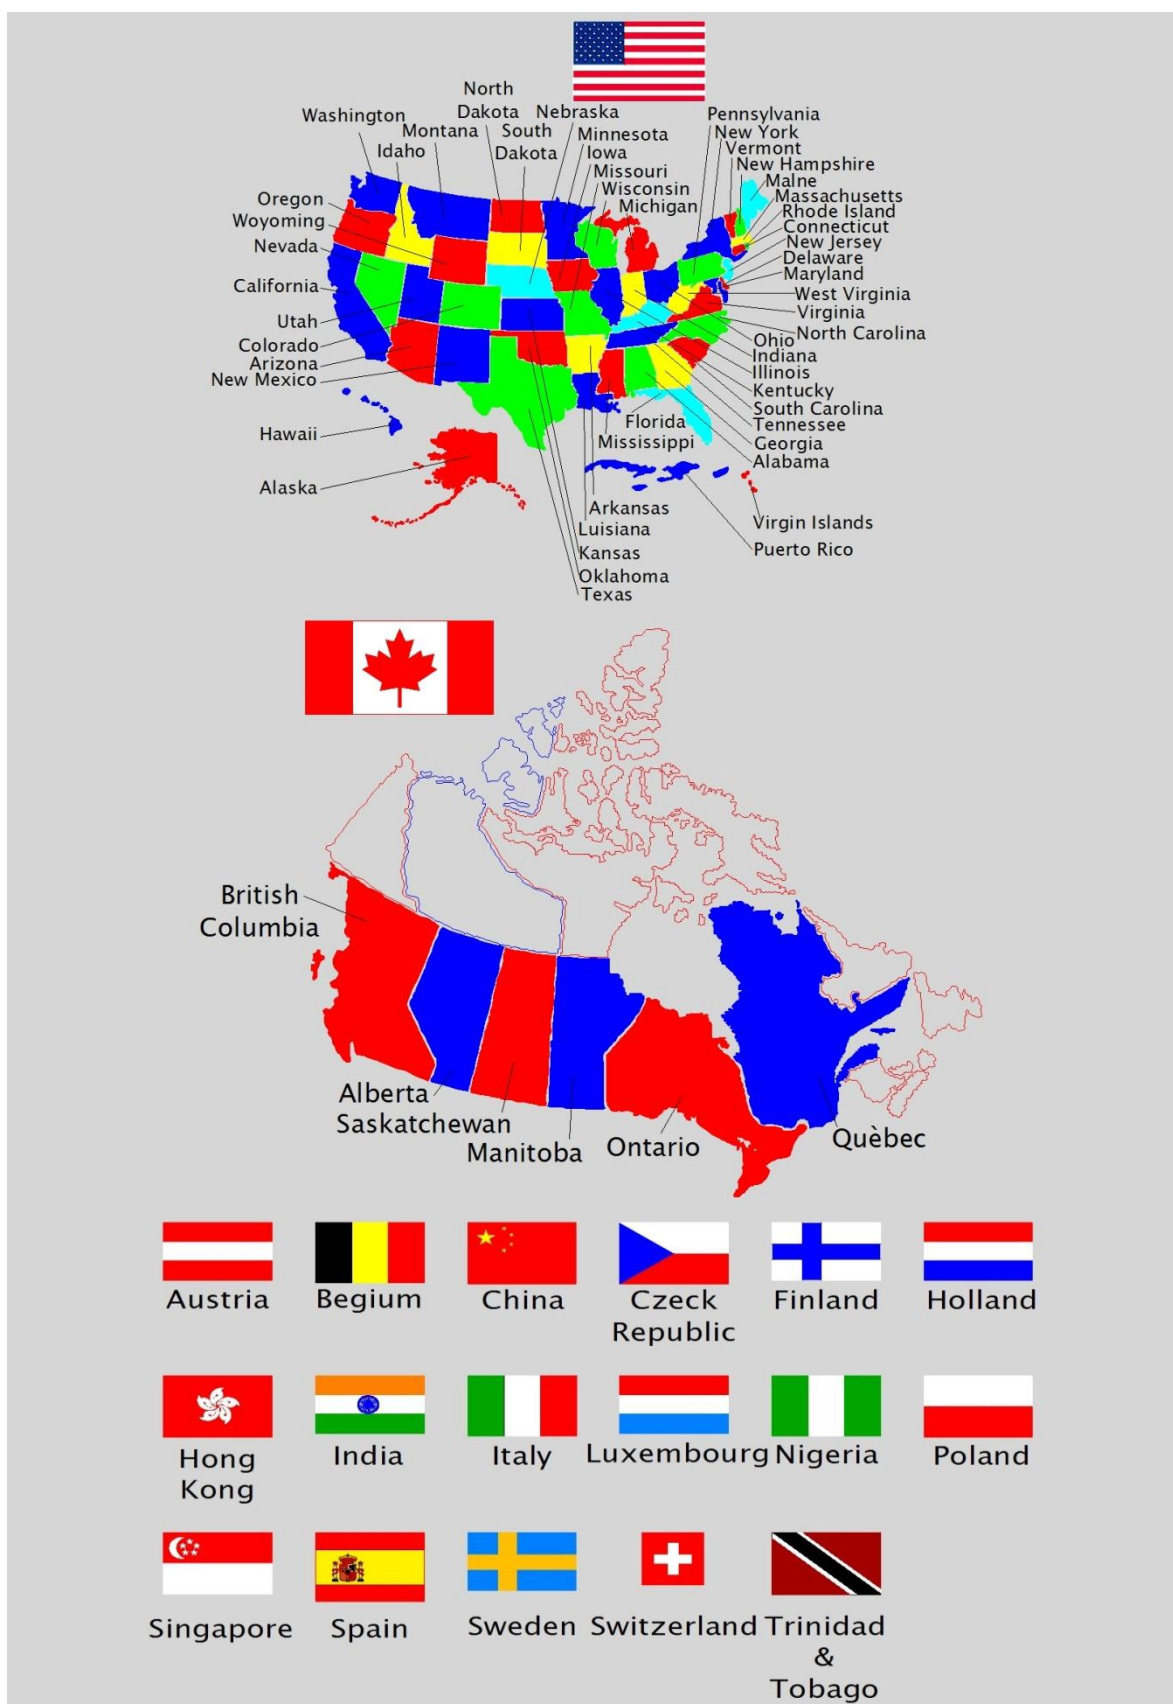 North
Dakota
Nebraska
Washington
Montana
South
Dakota
Idaho
Minnesota
Iowa
Missouri
Wisconsin
Michigan
Pennsylvania
New York
Vermont
New Hampshire
Malne
Massachusetts
Rhode Island
Connecticut
New Jersey
Delaware
Maryland
West Virginia
Virginia
North Carolina
Oregon
Woyoming
Nevada
California
Utah
Colorado
Arizona
New Mexico
Hawaii
Alaska
Ohio
Indiana
Illinois
Kentucky
South Carolina
Tennessee
Georgia
Alabama
Florida
Mississippi
Virgin Islands
Puerto Rico
Arkansas
Luisiana
Kansas
Oklahoma
Texas
British
Columbia
Alberta
Saskatchewan
Manitoba
Ontario
Quèbec
Austria
Begium
China
Czeck
Republic
Finland
Holland
Hong
Kong
India
Italy
Luxembourg
Nigeria
Poland
Singapore
Spain
Sweden
Switzerland
Trinidad
&
Tobago